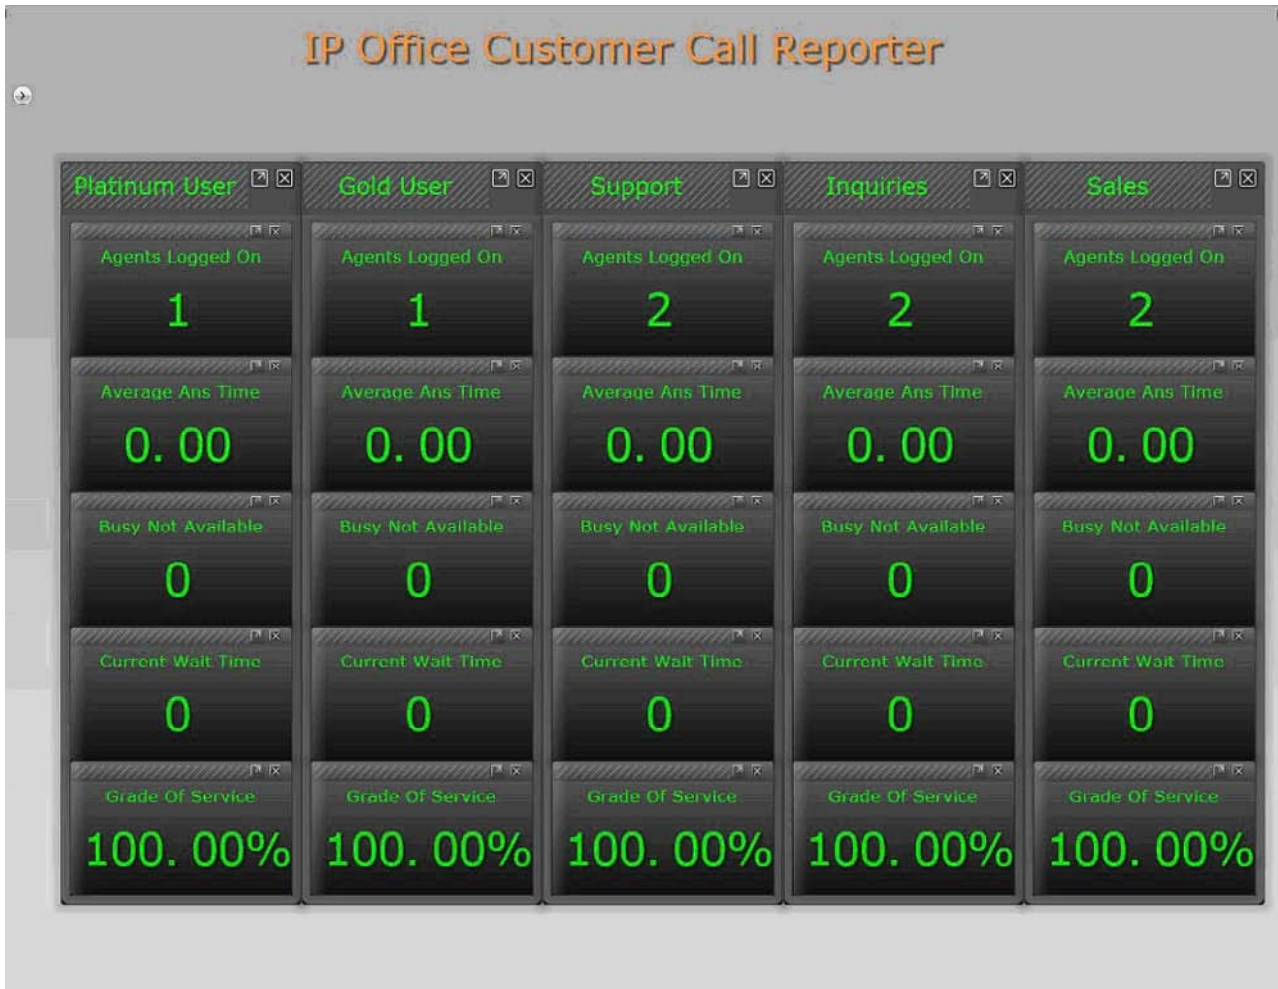 IP Office Customer Call Reporter
Platinum User Gold User Support Inquiries Sales
Agents Logged On Agents Logged On Agents Logged On Agents Logged On Agents Logged On
1 1 2 2 2
Average Ans Time Average Ans Time Average Ans Time Average Ans Time Average Ans Time
0.00 0.00 0.00 0.00 0.00
Busy Not Available Busy Not Available Busy Not Available Busy Not Available Busy Not Available
0 0 0 0 0
Current Wait Time Current Wait Time Current Wait Time Current Wait Time Current Wait Time
0 0 0 0 0
Grade Of Service Grade Of Service Grade Of Service Grade Of Service Grade Of Service
100.00% 100.00% 100.00% 100.00% 100.00%